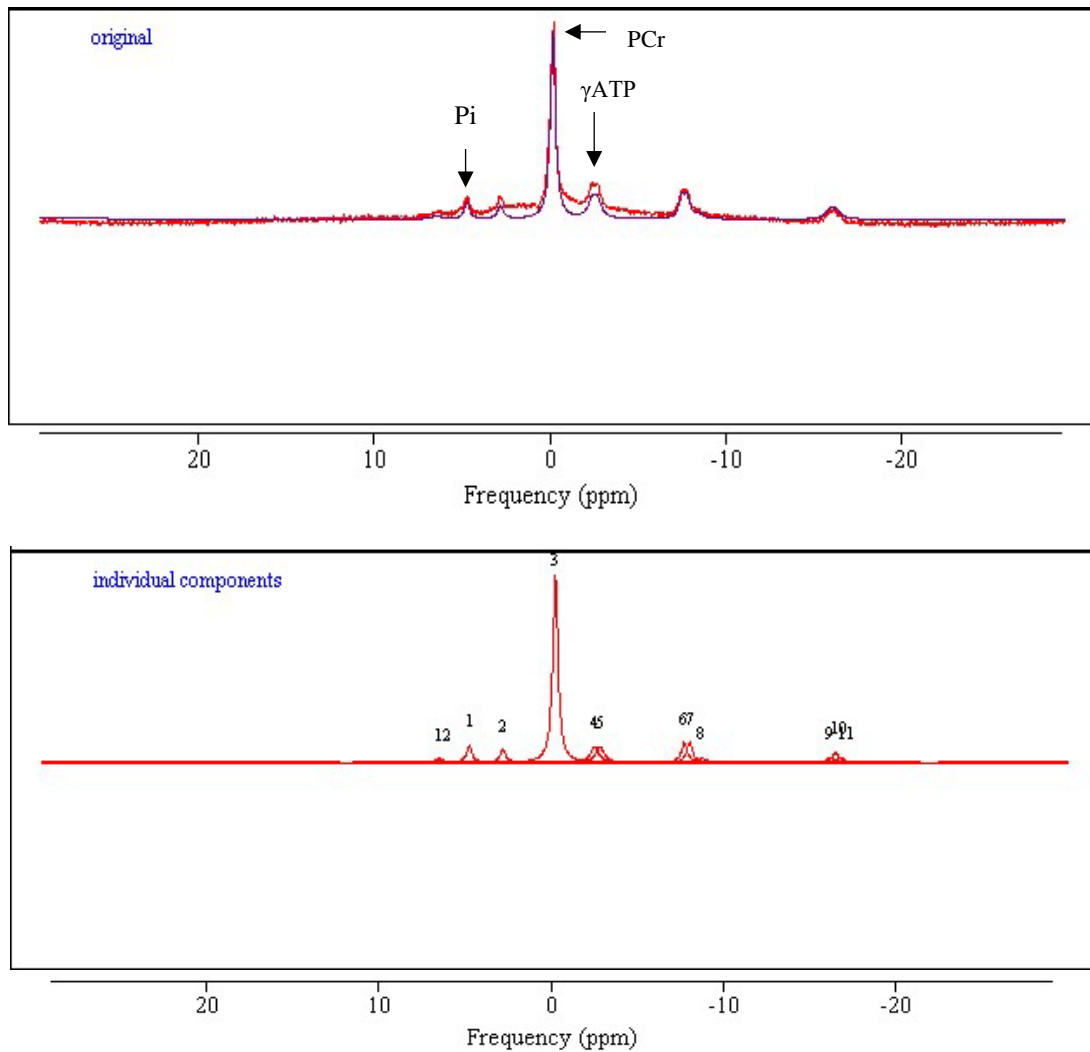 original
PCr
γATP
Pi
20 10 0 -10 -20
Frequency (ppm)
individual components
3
12 1 2 45 67 8 9 10 11
20 10 0 -10 -20
Frequency (ppm)